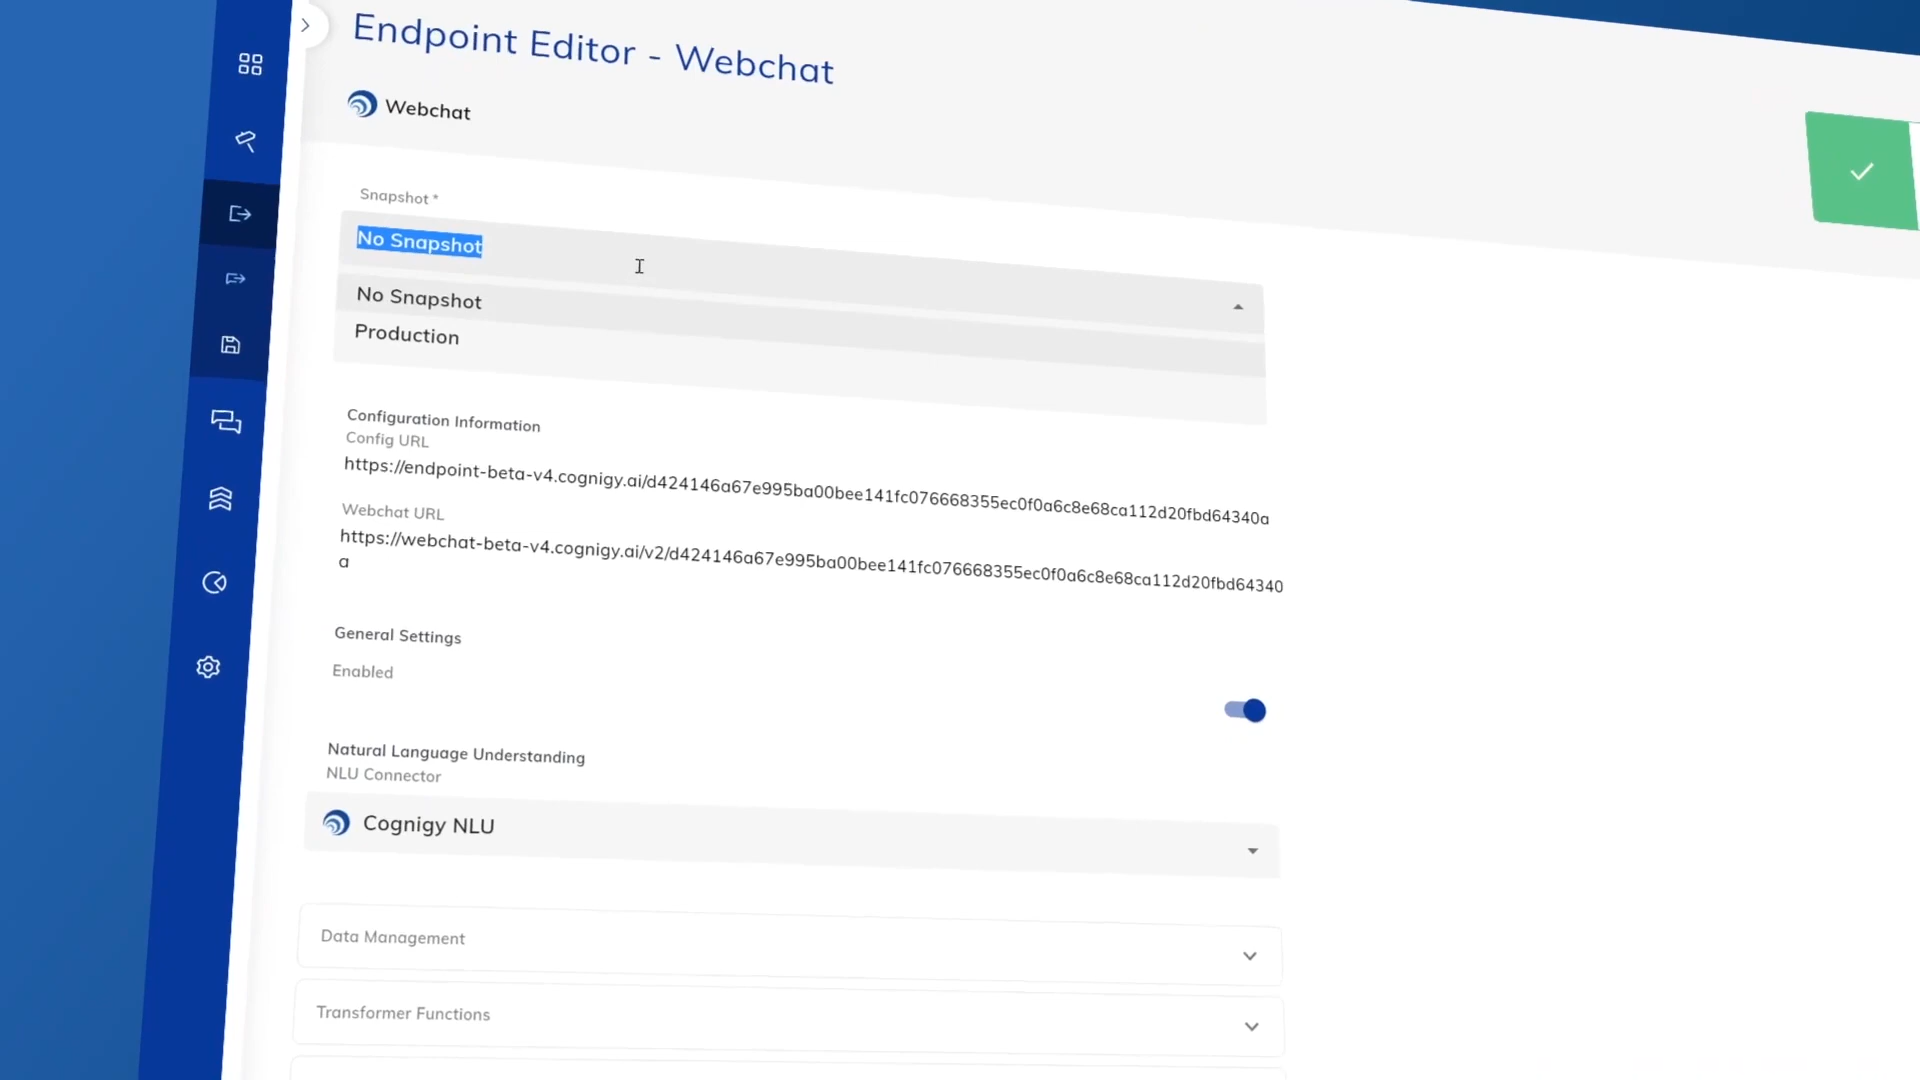 Endpoint Editor - Webchat
Webchat
Snapshot *
No Snapshot
No Snapshot
Production
Configuration Information
Config URL
https://endpoint-beta-v4.cognigy.ai/d424146a67e995ba00bee141fc076668355ec0f0a6c8e68ca112d20fbd64340a
Webchat URL
https://webchat-beta-v4.cognigy.ai/v2/d424146a67e995ba00bee141fc076668355ec0f0a6c8e68ca112d20fbd64340
a
General Settings
Enabled
Natural Language Understanding
NLU Connector
Cognigy NLU
Data Management
Transformer Functions